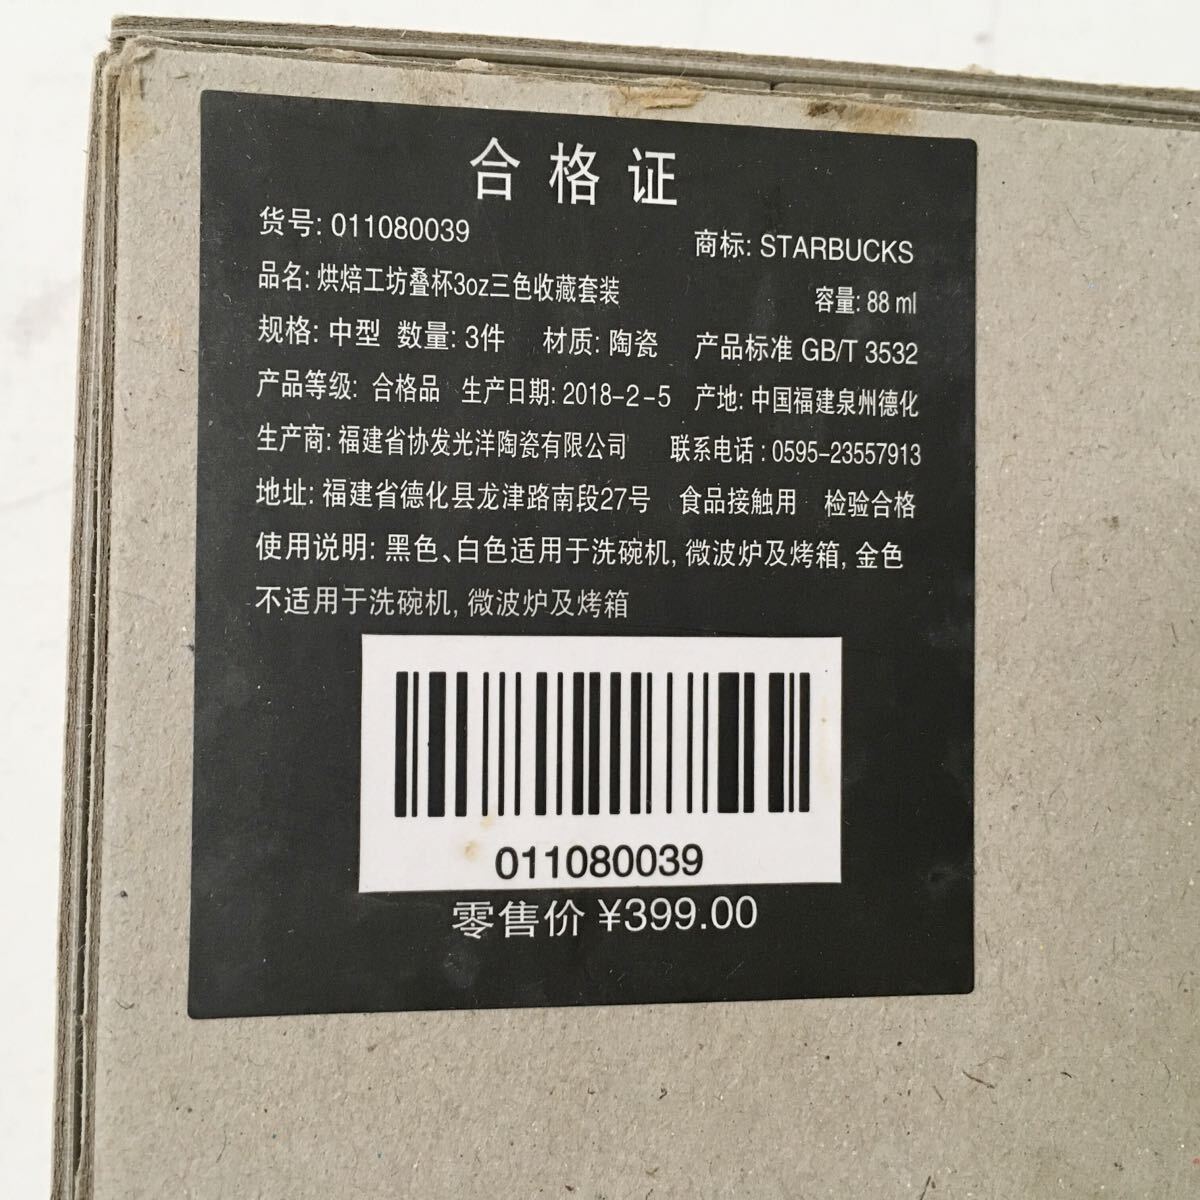 合格证
货号: 011080039 商标: STARBUCKS
品名: 烘焙工坊叠杯3oz三色收藏套装 容量: 88 ml
规格: 中型 数量: 3件 材质: 陶瓷 产品标准 GB/T 3532
产品等级: 合格品 生产日期: 2018-2-5 产地: 中国福建泉州德化
生产商: 福建省协发光洋陶瓷有限公司 联系电话: 0595-23557913
地址: 福建省德化县龙津路南段27号 食品接触用 检验合格
使用说明: 黑色、白色适用于洗碗机, 微波炉及烤箱, 金色
不适用于洗碗机, 微波炉及烤箱
011080039
零售价 ¥399.00